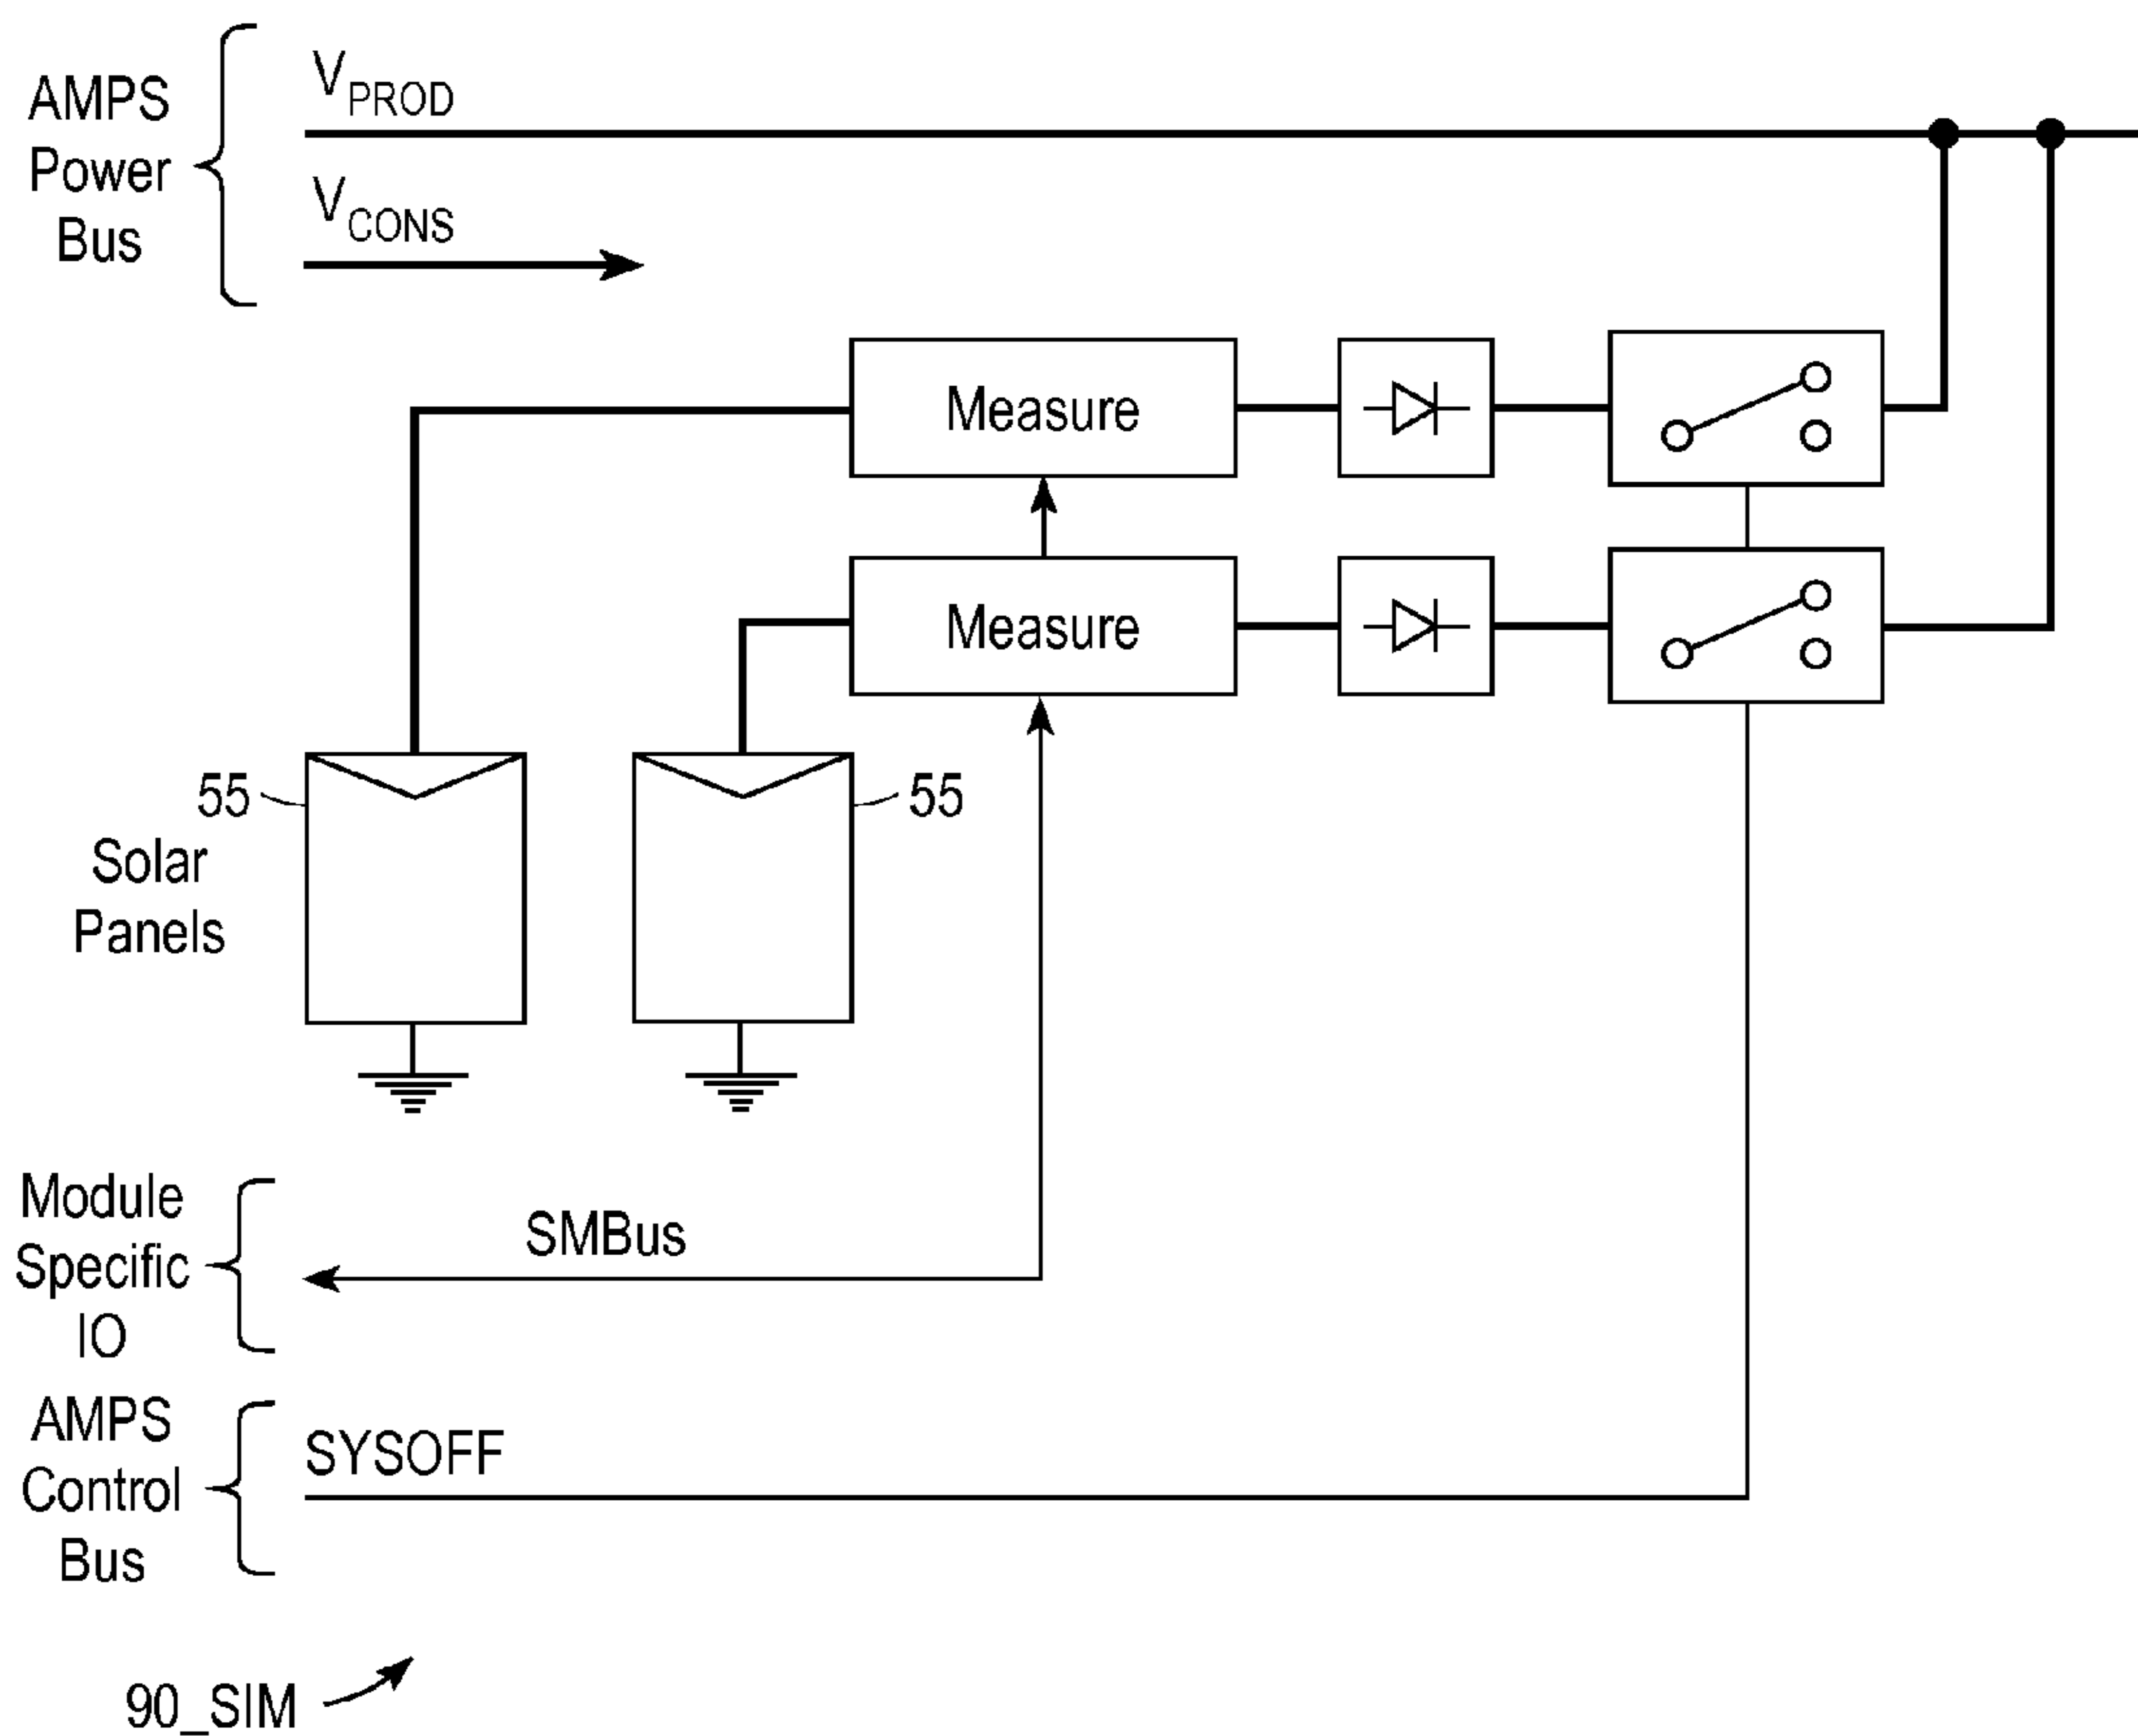 AMPS
Power
Bus
VPROD
VCONS
Measure
Measure
55
55
Solar
Panels
Module
Specific
IO
SMBus
AMPS
Control
Bus
SYSOFF
90_SIM